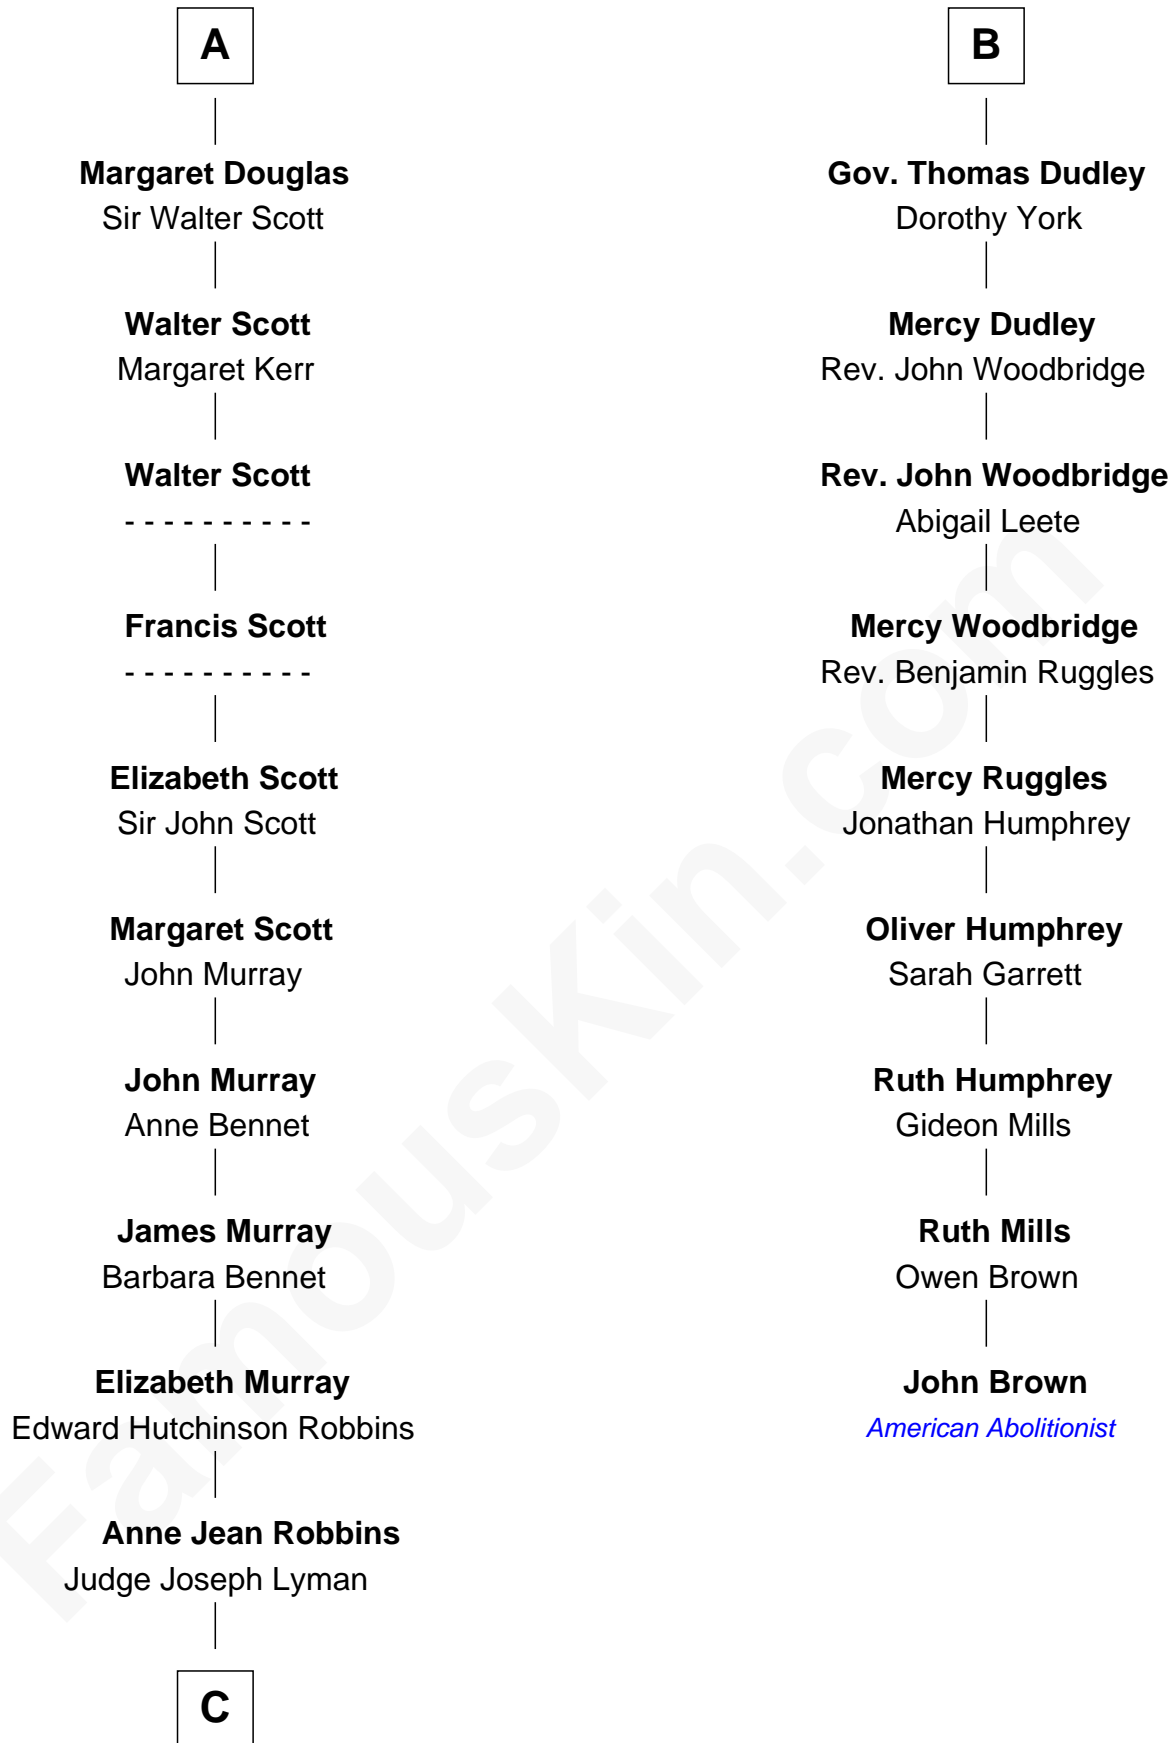 A
Margaret Douglas
Sir Walter Scott
Walter Scott
Margaret Kerr
Walter Scott
- - - - - - - - - -
Francis Scott
- - - - - - - - - -
Elizabeth Scott
Sir John Scott
Margaret Scott
John Murray
John Murray
Anne Bennet
James Murray
Barbara Bennet
Elizabeth Murray
Edward Hutchinson Robbins
Anne Jean Robbins
Judge Joseph Lyman
C
B
Gov. Thomas Dudley
Dorothy York
Mercy Dudley
Rev. John Woodbridge
Rev. John Woodbridge
Abigail Leete
Mercy Woodbridge
Rev. Benjamin Ruggles
Mercy Ruggles
Jonathan Humphrey
Oliver Humphrey
Sarah Garrett
Ruth Humphrey
Gideon Mills
Ruth Mills
Owen Brown
John Brown
American Abolitionist
FamousKin.com